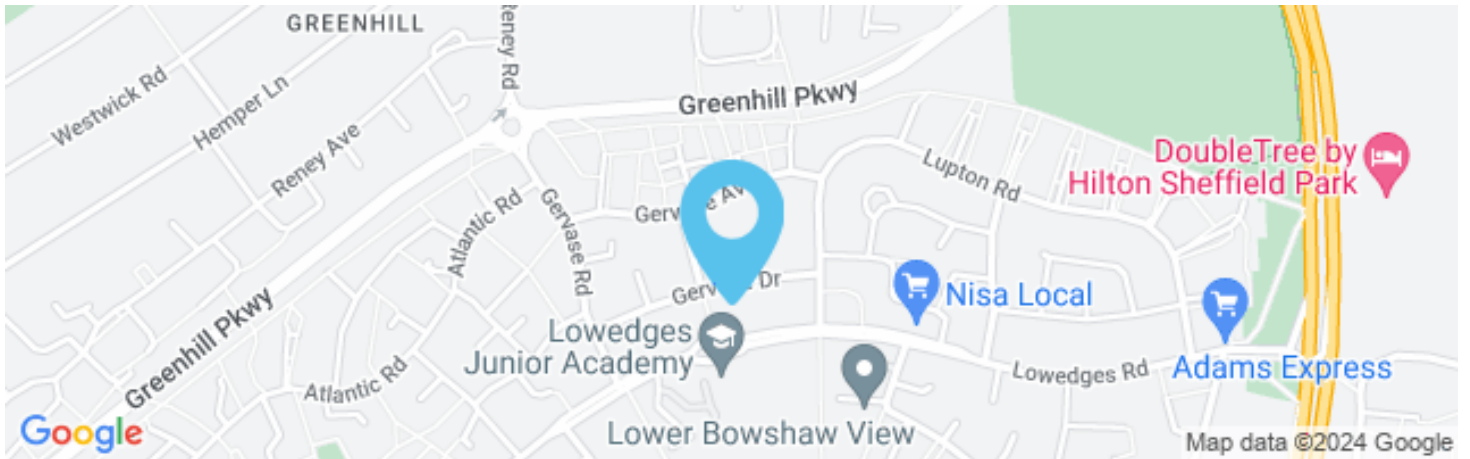 GREENHILL
Reney Rd
Westwick Rd
Hemper Ln
Reney Ave
Greenhill Pkwy
Lupton Rd
DoubleTree by
Hilton Sheffield Park
Atlantic Rd
Gervase Rd
Greenhill Pkwy
Nisa Local
Lowedges
Junior Academy
Atlantic Rd
Lowedges Rd
Adams Express
Lower Bowshaw View
Google
Map data ©2024 Google